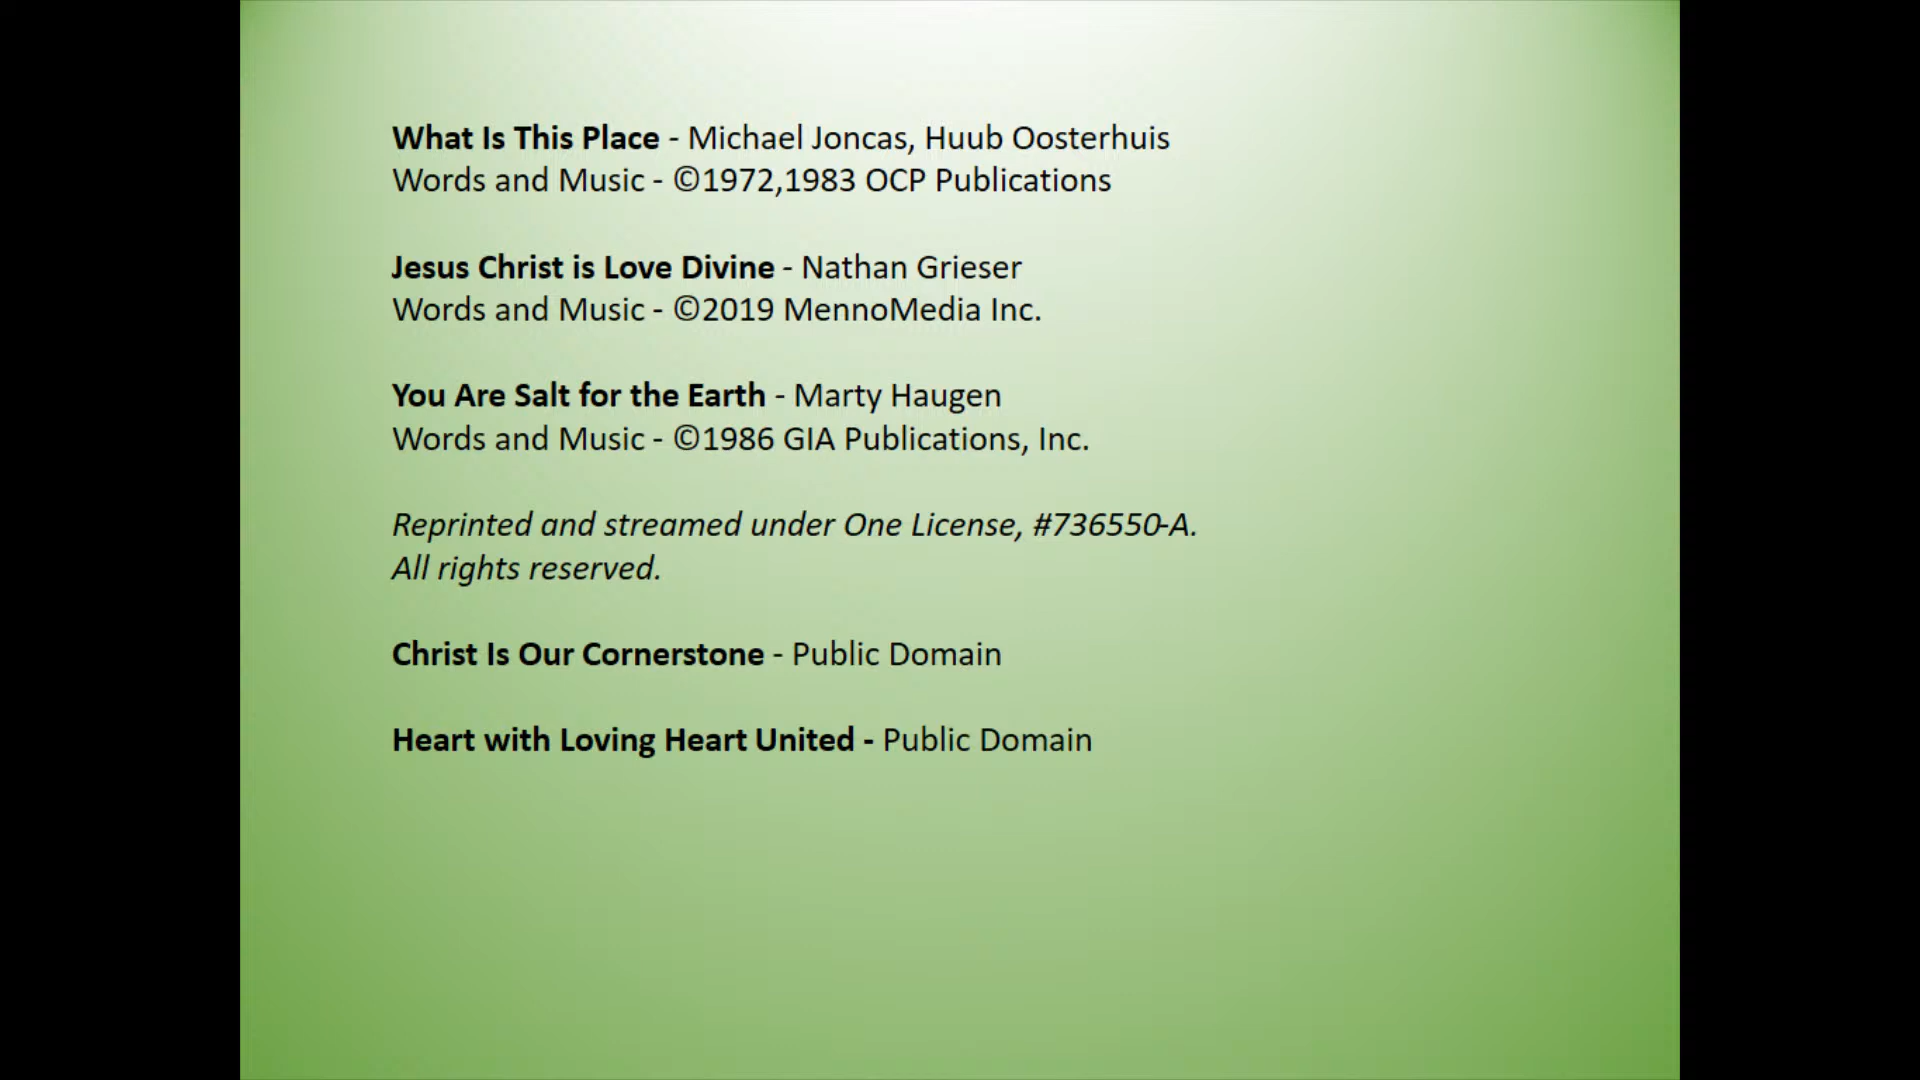 What Is This Place - Michael Joncas, Huub Oosterhuis
Words and Music - ©1972,1983 OCP Publications
Jesus Christ is Love Divine - Nathan Grieser
Words and Music - ©2019 MennoMedia Inc.
You Are Salt for the Earth - Marty Haugen
Words and Music - ©1986 GIA Publications, Inc.
Reprinted and streamed under One License, #736550-A.
All rights reserved.
Christ Is Our Cornerstone - Public Domain
Heart with Loving Heart United - Public Domain